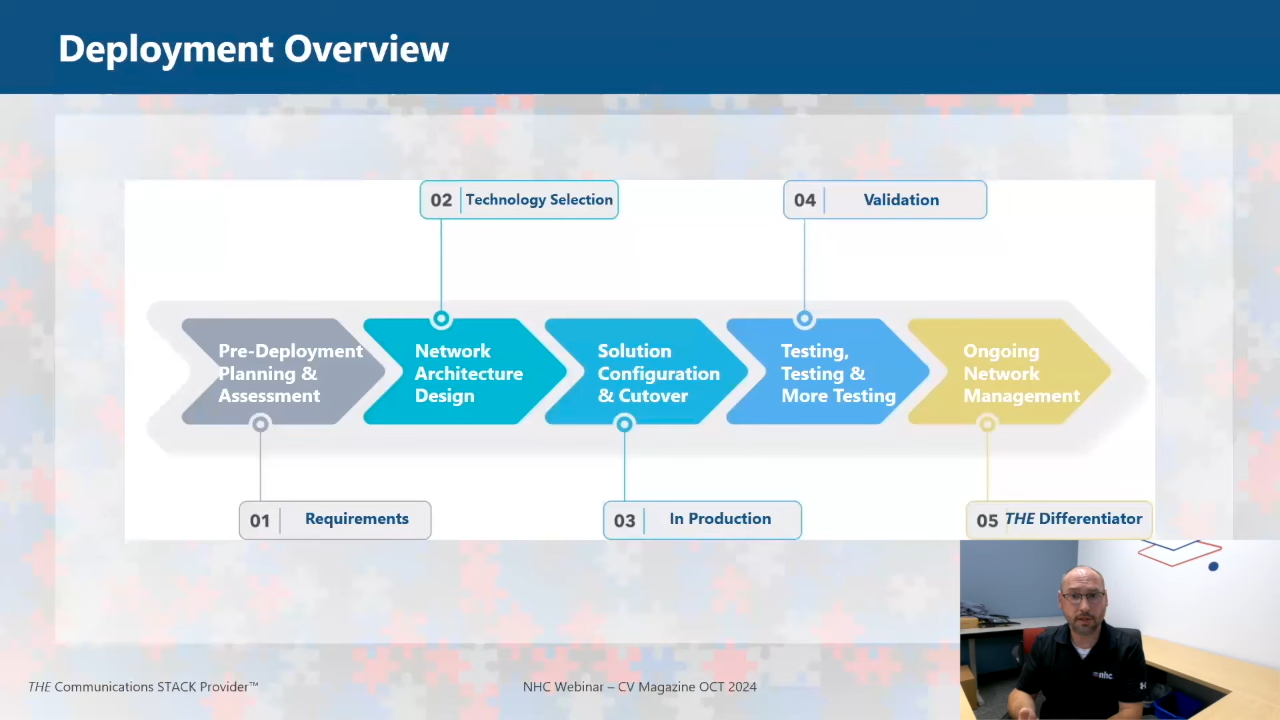 Deployment Overview
02 Technology Selection
04 Validation
Pre-Deployment
Planning &
Assessment
Network
Architecture
Design
Solution
Configuration
& Cutover
Testing,
Testing &
More Testing
Ongoing
Network
Management
01 Requirements
03 In Production
05 THE Differentiator
nhc
THE Communications STACK Provider™
NHC Webinar – CV Magazine OCT 2024